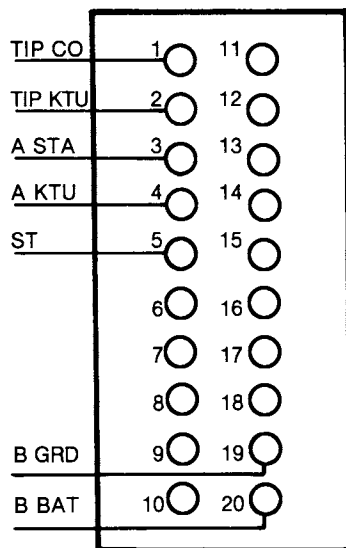 TIP CO 1 11
TIP KTU 2 12
A STA 3 13
A KTU 4 14
ST 5 15
6 16
7 17
8 18
B GRD 9 19
B BAT 10 20